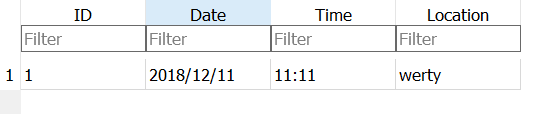 ID Date Time Location
Filter Filter Filter Filter
1 1 2018/12/11 11:11 werty